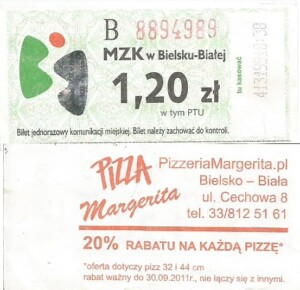 B 8894989
MZK w Bielsku-Białej
1,20 zł
w tym PTU
tu kasować
Bilet jednorazowy komunikacji miejskiej. Bilet należy zachować do kontroli.
PIZZA
Margerita
PizzeriaMargerita.pl
Bielsko – Biała
ul. Cechowa 8
tel. 33/812 51 61
20% RABATU NA KAŻDĄ PIZZĘ*
*oferta dotyczy pizz 32 i 44 cm
rabat ważny do 30.09.2011r., nie łączy się z innymi.